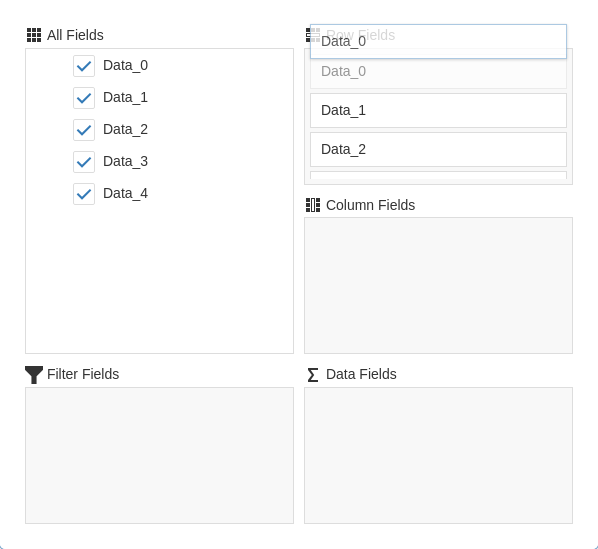 All Fields
Data_0
Data_1
Data_2
Data_3
Data_4
Row Fields
Data_0
Data_0
Data_1
Data_2
Column Fields
Filter Fields
Data Fields